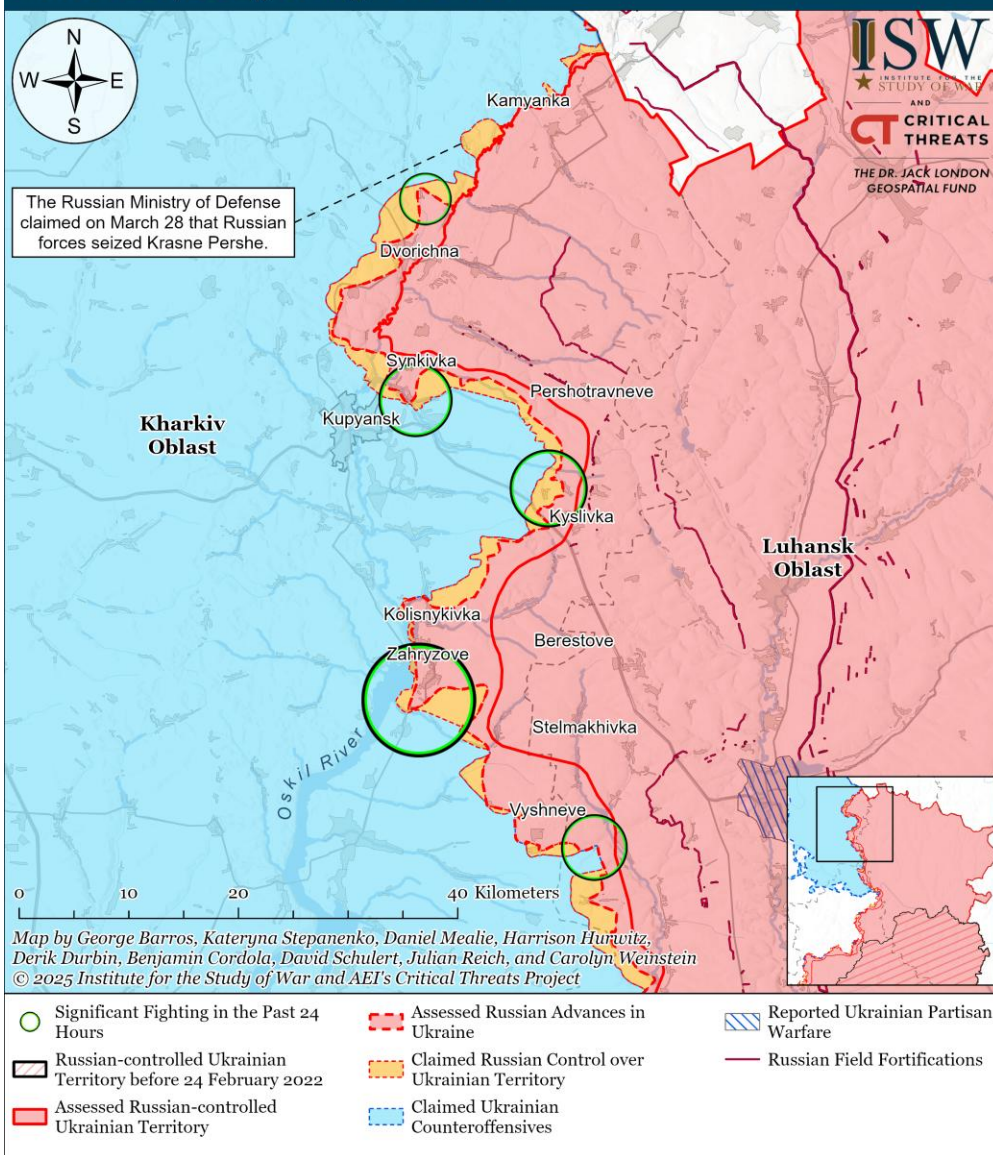 N
W E
S
ISW
INSTITUTE FOR THE
STUDY OF WAR
AND
CT CRITICAL
THREATS
THE DR. JACK LONDON
GEOSPATIAL FUND
The Russian Ministry of Defense
claimed on March 28 that Russian
forces seized Krasne Pershe.
Kamyanka
Dvorichna
Synkivka
Pershotravneve
Kupyansk
Kharkiv
Oblast
Kyslivka
Luhansk
Oblast
Kolisnykivka
Berestove
Zahryzove
Stelmakhivka
Oskil River
Vyshneve
0 10 20 40 Kilometers
Map by George Barros, Kateryna Stepanenko, Daniel Mealie, Harrison Hurwitz,
Derik Durbin, Benjamin Cordola, David Schulert, Julian Reich, and Carolyn Weinstein
© 2025 Institute for the Study of War and AEI's Critical Threats Project
Significant Fighting in the Past 24
Hours
Russian-controlled Ukrainian
Territory before 24 February 2022
Assessed Russian-controlled
Ukrainian Territory
Assessed Russian Advances in
Ukraine
Claimed Russian Control over
Ukrainian Territory
Claimed Ukrainian
Counteroffensives
Reported Ukrainian Partisan
Warfare
Russian Field Fortifications